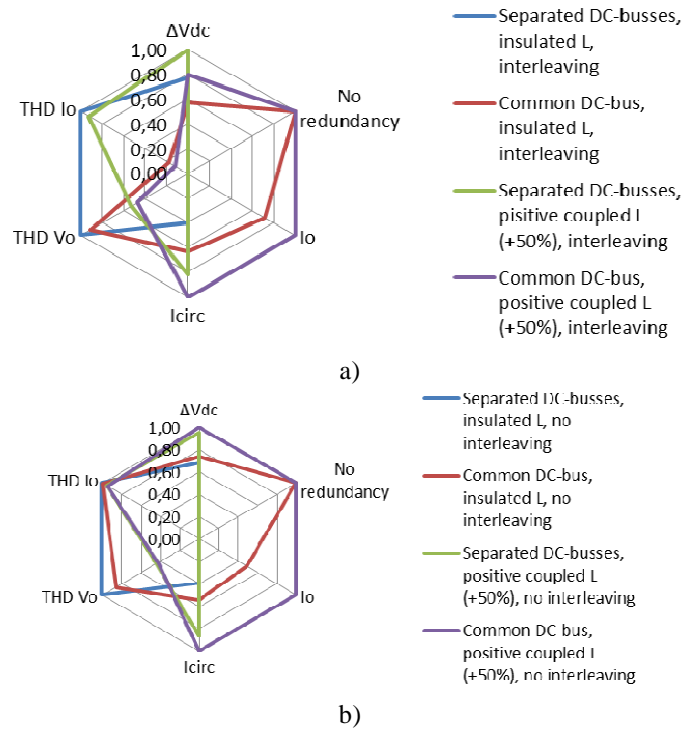 ΔVdc
1,00
0,80
0,60
0,40
0,20
0,00
No
redundancy
Io
Icirc
THD Vo
THD Io
Separated DC-busses,
insulated L,
interleaving
Common DC-bus,
insulated L,
interleaving
Separated DC-busses,
pisitive coupled L
(+50%), interleaving
Common DC-bus,
positive coupled L
(+50%), interleaving
a)
ΔVdc
1,00
0,80
0,60
0,40
0,20
0,00
No
redundancy
Io
Icirc
THD Vo
THD Io
Separated DC-busses,
insulated L, no
interleaving
Common DC-bus,
insulated L, no
interleaving
Separated DC-busses,
positive coupled L
(+50%), no interleaving
Common DC bus,
positive coupled L
(+50%), no interleaving
b)